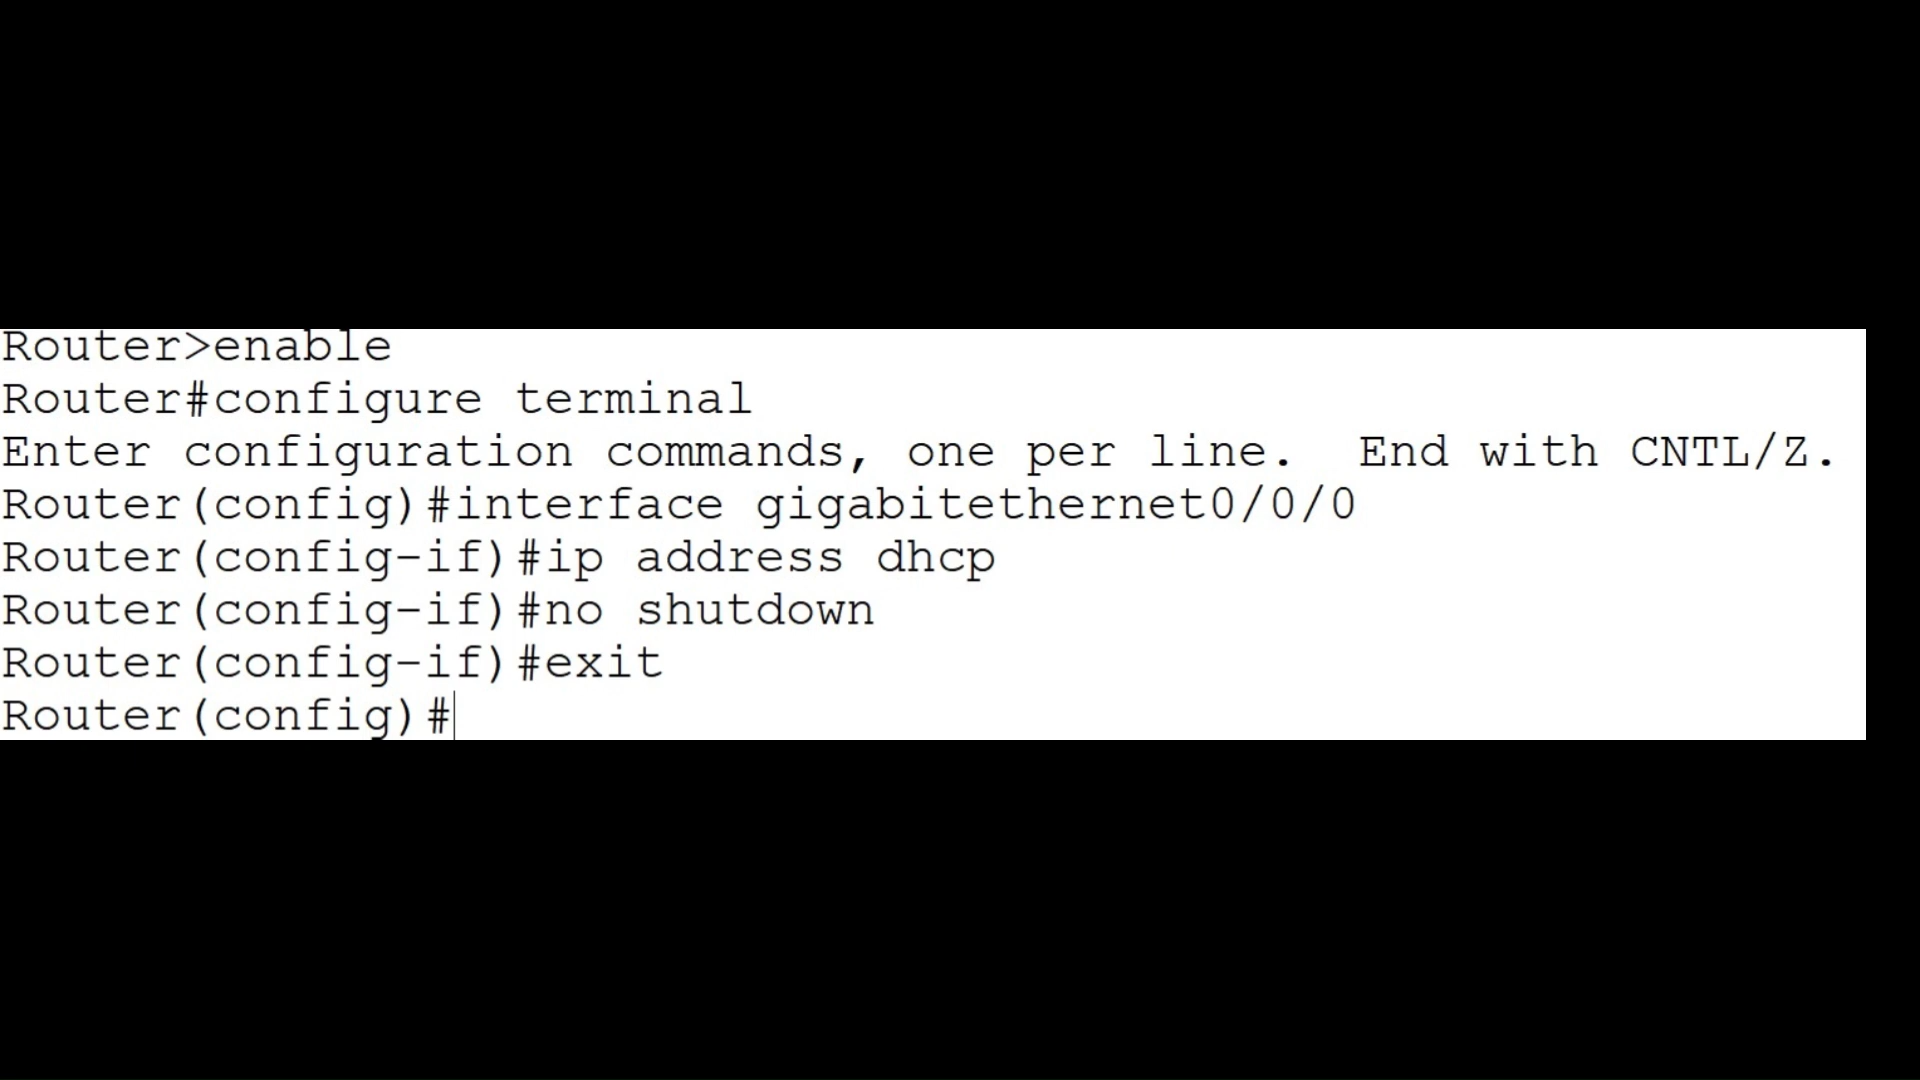 Router>enable
Router#configure terminal
Enter configuration commands, one per line.  End with CNTL/Z.
Router(config)#interface gigabitethernet0/0/0
Router(config-if)#ip address dhcp
Router(config-if)#no shutdown
Router(config-if)#exit
Router(config)#